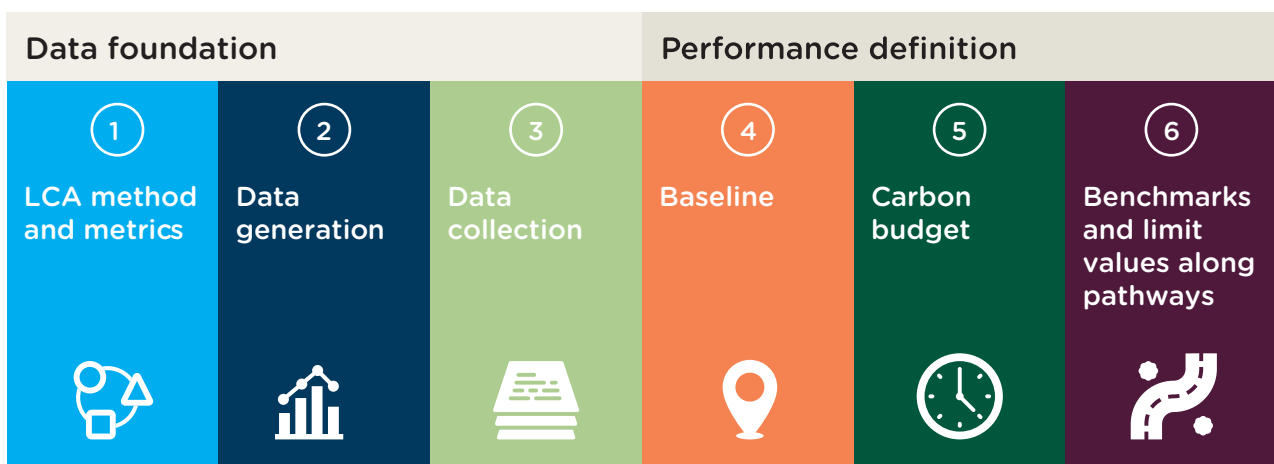 Data foundation
Performance definition
1
LCA method
and metrics
2
Data
generation
3
Data
collection
4
Baseline
5
Carbon
budget
6
Benchmarks
and limit
values along
pathways